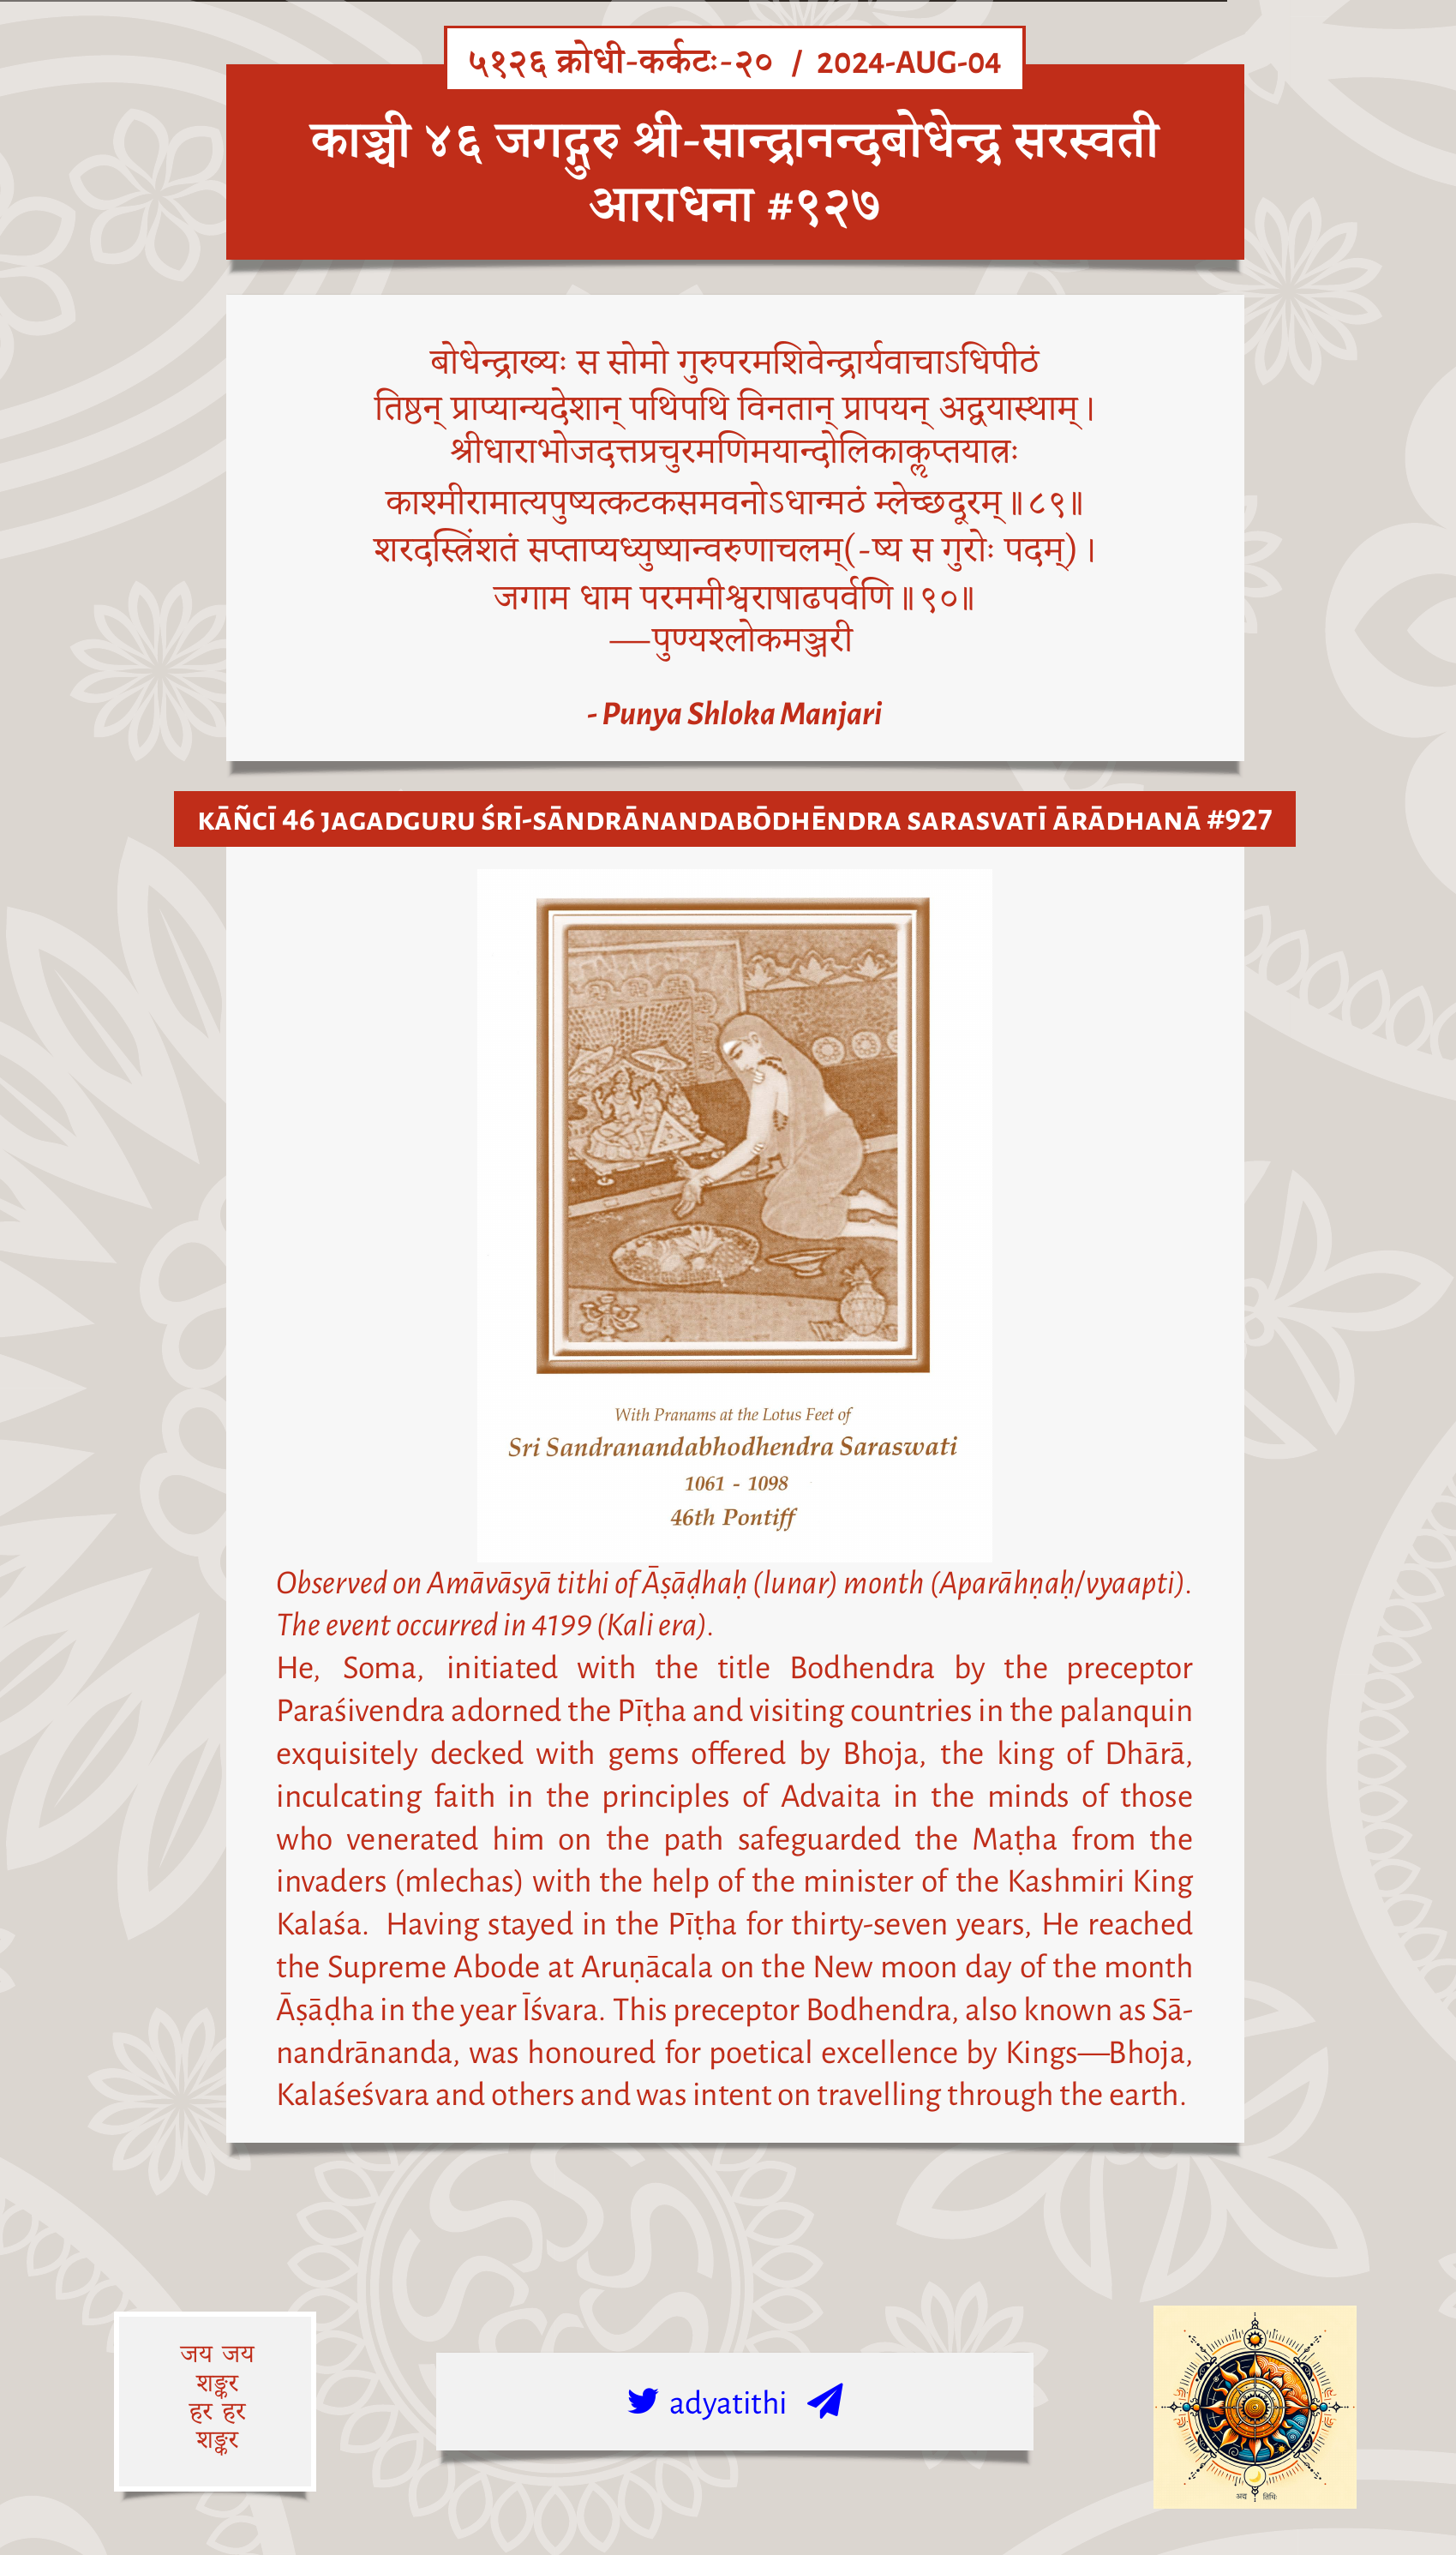 ५१२६ क्रोधी-कर्कटः-२० / 2024-AUG-04
काञ्ची ४६ जगद्गुरु श्री-सान्द्रानन्दबोधेन्द्र सरस्वती
आराधना #९२७
बोधेन्द्राख्यः स सोमो गुरुपरमशिवेन्द्रार्यवाचाऽधिपीठं
तिष्ठन् प्राप्यान्यदेशान् पथिपथि विनतान् प्रापयन् अद्वयास्थाम्।
श्रीधाराभोजदत्तप्रचुरमणिमयान्दोलिकाकॢप्तयात्रः
काश्मीरामात्यपुष्यत्कटकसमवनोऽधान्मठं म्लेच्छदूरम्॥८९॥
शरदस्त्रिंशतं सप्ताप्यध्युष्यान्वरुणाचलम्(-ष्य स गुरोः पदम्)।
जगाम धाम परममीश्वराषाढपर्वणि॥९०॥
—पुण्यश्लोकमञ्जरी
- Punya Shloka Manjari
KĀÑCĪ 46 JAGADGURU ŚRĪ-SĀNDRĀNANDABŌDHĒNDRA SARASVATĪ ĀRĀDHANĀ #927
With Pranams at the Lotus Feet of
Sri Sandranandabhodhendra Saraswati
1061 - 1098
46th Pontiff
Observed on Amāvāsyā tithi of Āṣāḍhaḥ (lunar) month (Aparāhṇaḥ/vyaapti).
The event occurred in 4199 (Kali era).
He, Soma, initiated with the title Bodhendra by the preceptor
Paraśivendra adorned the Pīṭha and visiting countries in the palanquin
exquisitely decked with gems offered by Bhoja, the king of Dhārā,
inculcating faith in the principles of Advaita in the minds of those
who venerated him on the path safeguarded the Maṭha from the
invaders (mlechas) with the help of the minister of the Kashmiri King
Kalaśa. Having stayed in the Pīṭha for thirty-seven years, He reached
the Supreme Abode at Aruṇācala on the New moon day of the month
Āṣāḍha in the year Īśvara. This preceptor Bodhendra, also known as Sā-
nandrānanda, was honoured for poetical excellence by Kings—Bhoja,
Kalaśeśvara and others and was intent on travelling through the earth.
जय जय
शङ्कर
हर हर
शङ्कर
adyatithi
अद्य तिथिः